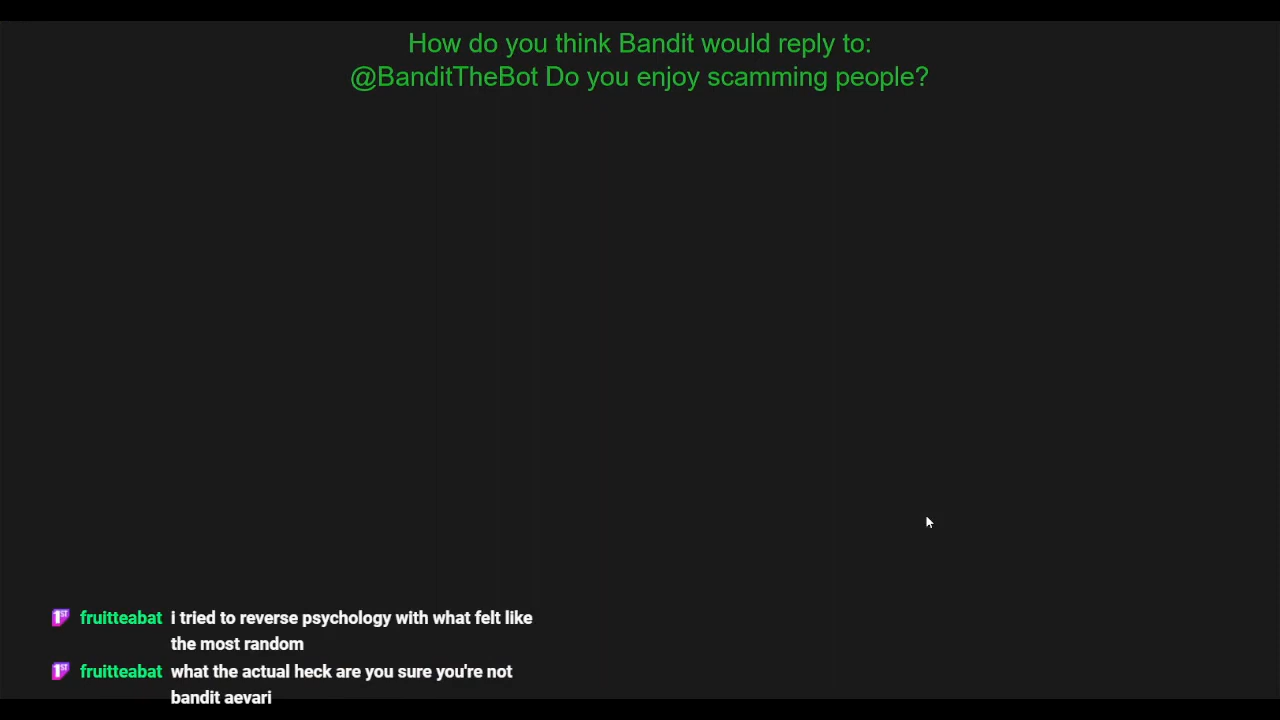 How do you think Bandit would reply to:
@BanditTheBot Do you enjoy scamming people?
1ST fruitteabat i tried to reverse psychology with what felt like
the most random
1ST fruitteabat what the actual heck are you sure you're not
bandit aevari